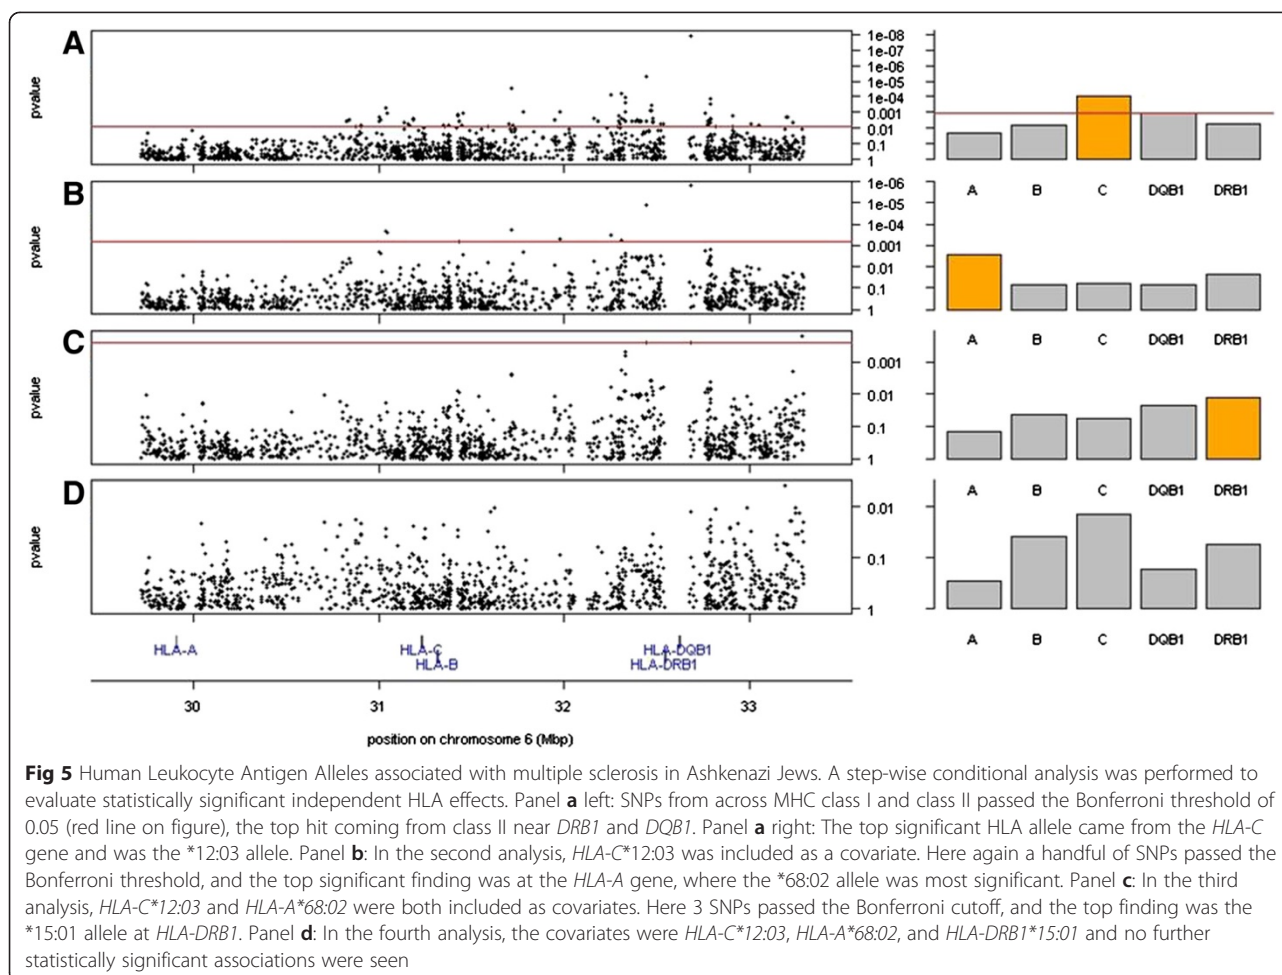 A
pvalue
1e-08
1e-07
1e-06
1e-05
1e-04
0.001
0.01
0.1
1
A B C DQB1 DRB1
B
pvalue
1e-06
1e-05
1e-04
0.001
0.01
0.1
1
A B C DQB1 DRB1
C
pvalue
0.001
0.01
0.1
1
A B C DQB1 DRB1
D
pvalue
0.01
0.1
1
A B C DQB1 DRB1
HLA-A HLA-C HLA-DQB1
HLA-B HLA-DRB1
30 31 32 33
position on chromosome 6 (Mbp)
Fig 5 Human Leukocyte Antigen Alleles associated with multiple sclerosis in Ashkenazi Jews. A step-wise conditional analysis was performed to
evaluate statistically significant independent HLA effects. Panel a left: SNPs from across MHC class I and class II passed the Bonferroni threshold of
0.05 (red line on figure), the top hit coming from class II near DRB1 and DQB1. Panel a right: The top significant HLA allele came from the HLA-C
gene and was the *12:03 allele. Panel b: In the second analysis, HLA-C*12:03 was included as a covariate. Here again a handful of SNPs passed the
Bonferroni threshold, and the top significant finding was at the HLA-A gene, where the *68:02 allele was most significant. Panel c: In the third
analysis, HLA-C*12:03 and HLA-A*68:02 were both included as covariates. Here 3 SNPs passed the Bonferroni cutoff, and the top finding was the
*15:01 allele at HLA-DRB1. Panel d: In the fourth analysis, the covariates were HLA-C*12:03, HLA-A*68:02, and HLA-DRB1*15:01 and no further
statistically significant associations were seen